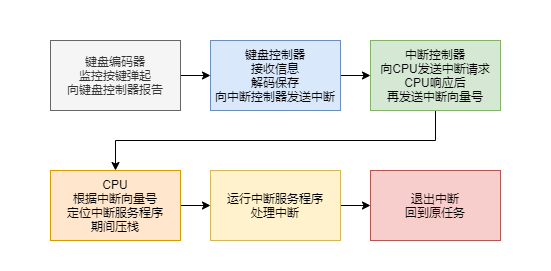 键盘编码器
监控按键弹起
向键盘控制器报告
键盘控制器
接收信息
解码保存
向中断控制器发送中断
中断控制器
向CPU发送中断请求
CPU响应后
再发送中断向量号
CPU
根据中断向量号
定位中断服务程序
期间压栈
运行中断服务程序
处理中断
退出中断
回到原任务